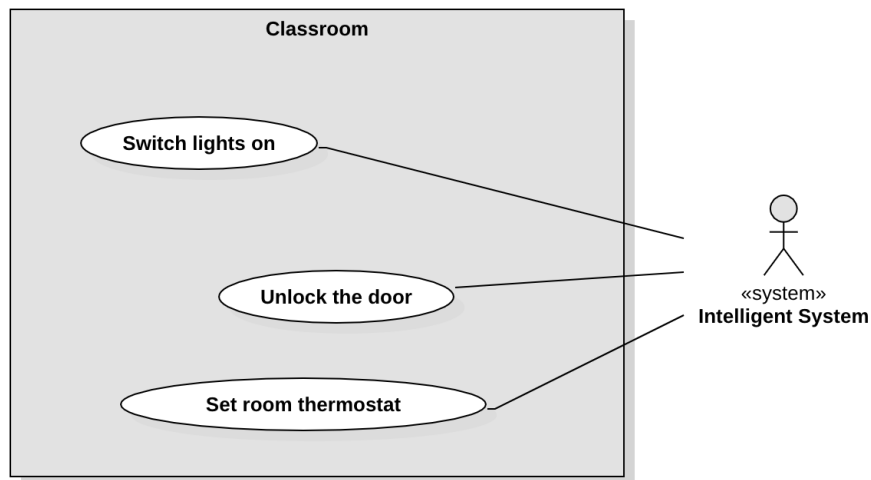 Classroom
Switch lights on
Unlock the door
«system»
Intelligent System
Set room thermostat